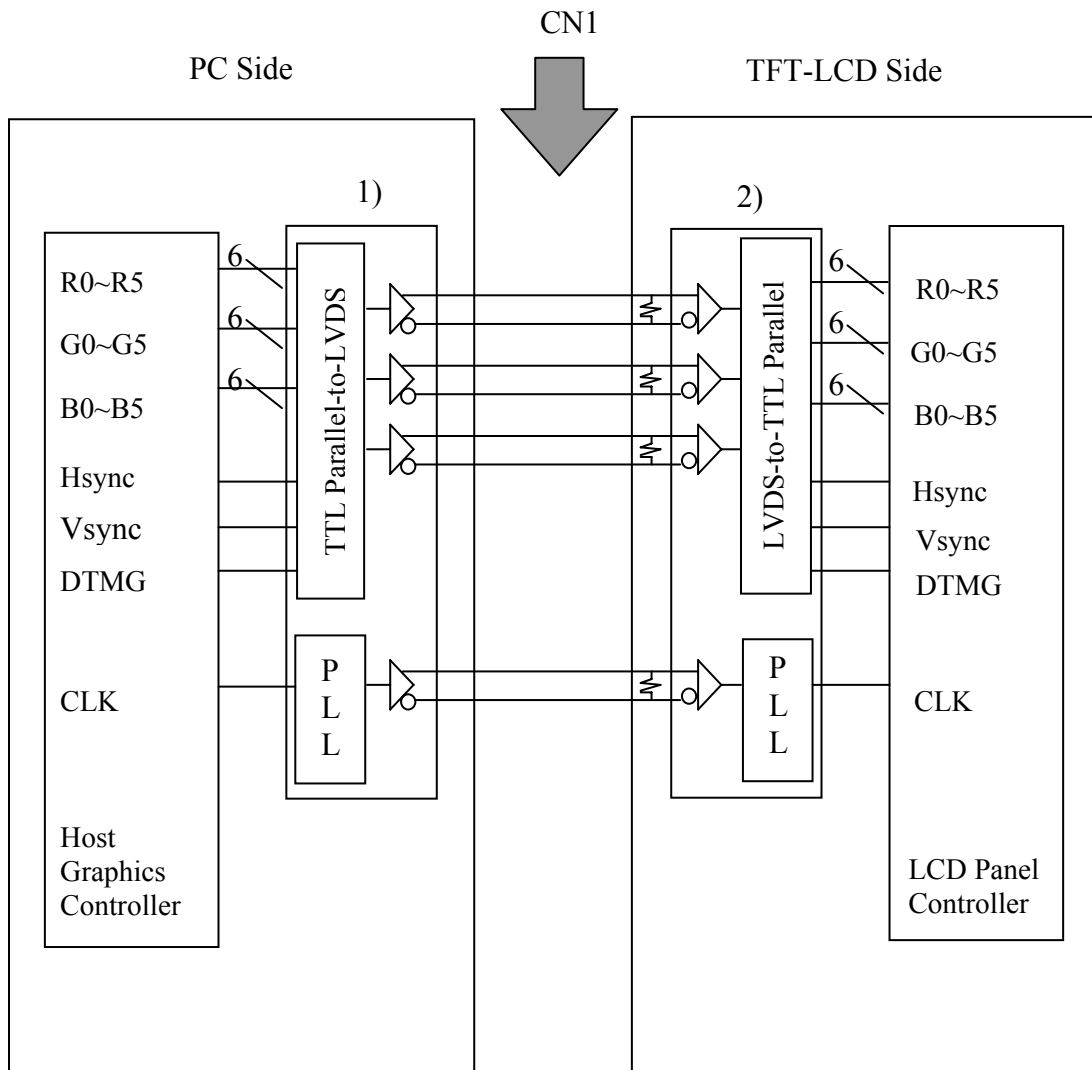 CN1
PC Side
TFT-LCD Side
1)
2)
R0~R5
G0~G5
B0~B5
Hsync
Vsync
DTMG
CLK
Host
Graphics
Controller
6
6
6
TTL Parallel-to-LVDS
P
L
L
LVDS-to-TTL Parallel
P
L
L
6
6
6
R0~R5
G0~G5
B0~B5
Hsync
Vsync
DTMG
CLK
LCD Panel
Controller